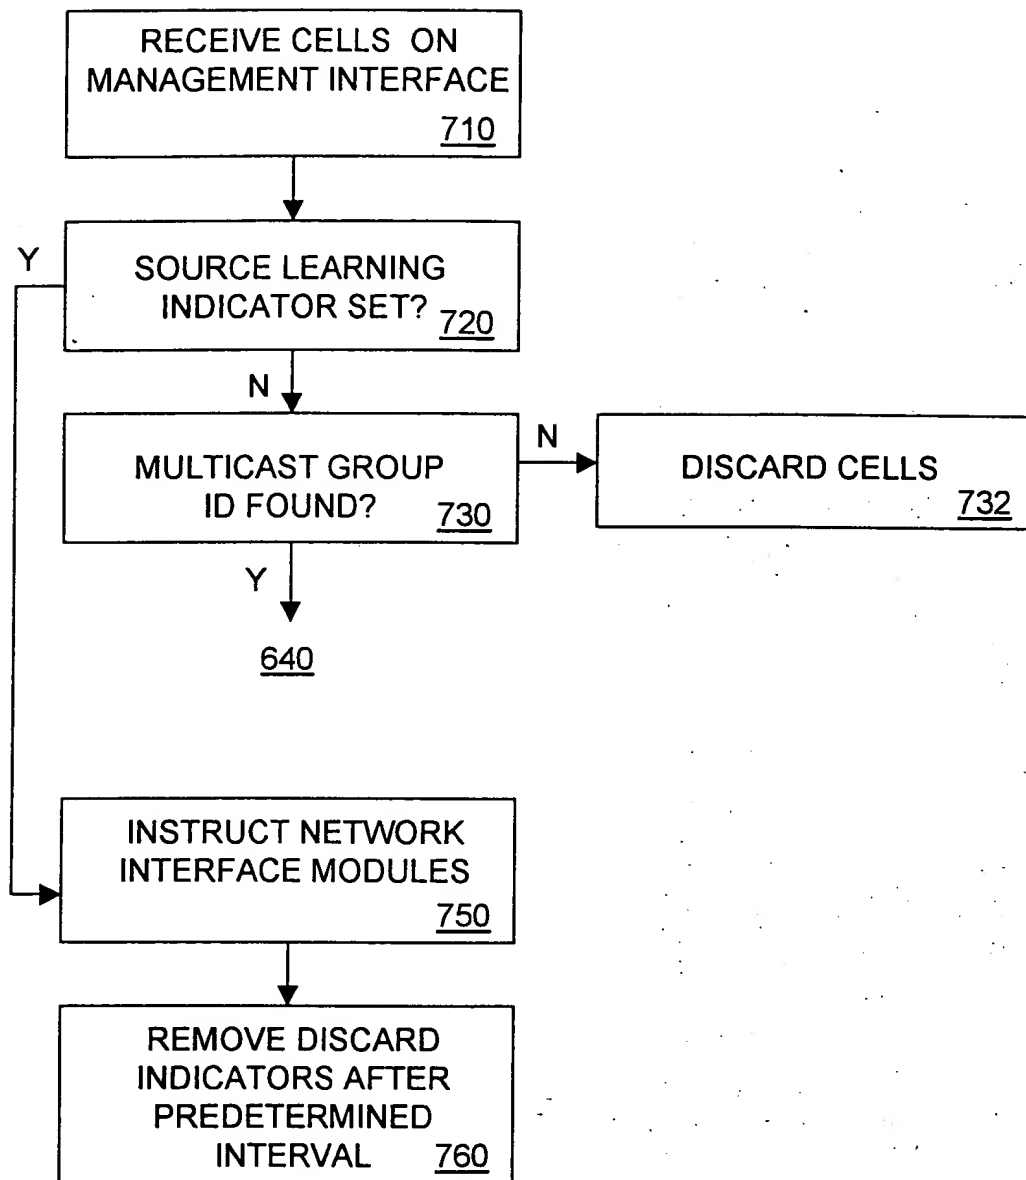 RECEIVE CELLS ON
MANAGEMENT INTERFACE
710
Y
SOURCE LEARNING
INDICATOR SET?
720
N
MULTICAST GROUP
ID FOUND?
730
N
DISCARD CELLS
732
Y
640
INSTRUCT NETWORK
INTERFACE MODULES
750
REMOVE DISCARD
INDICATORS AFTER
PREDETERMINED
INTERVAL
760